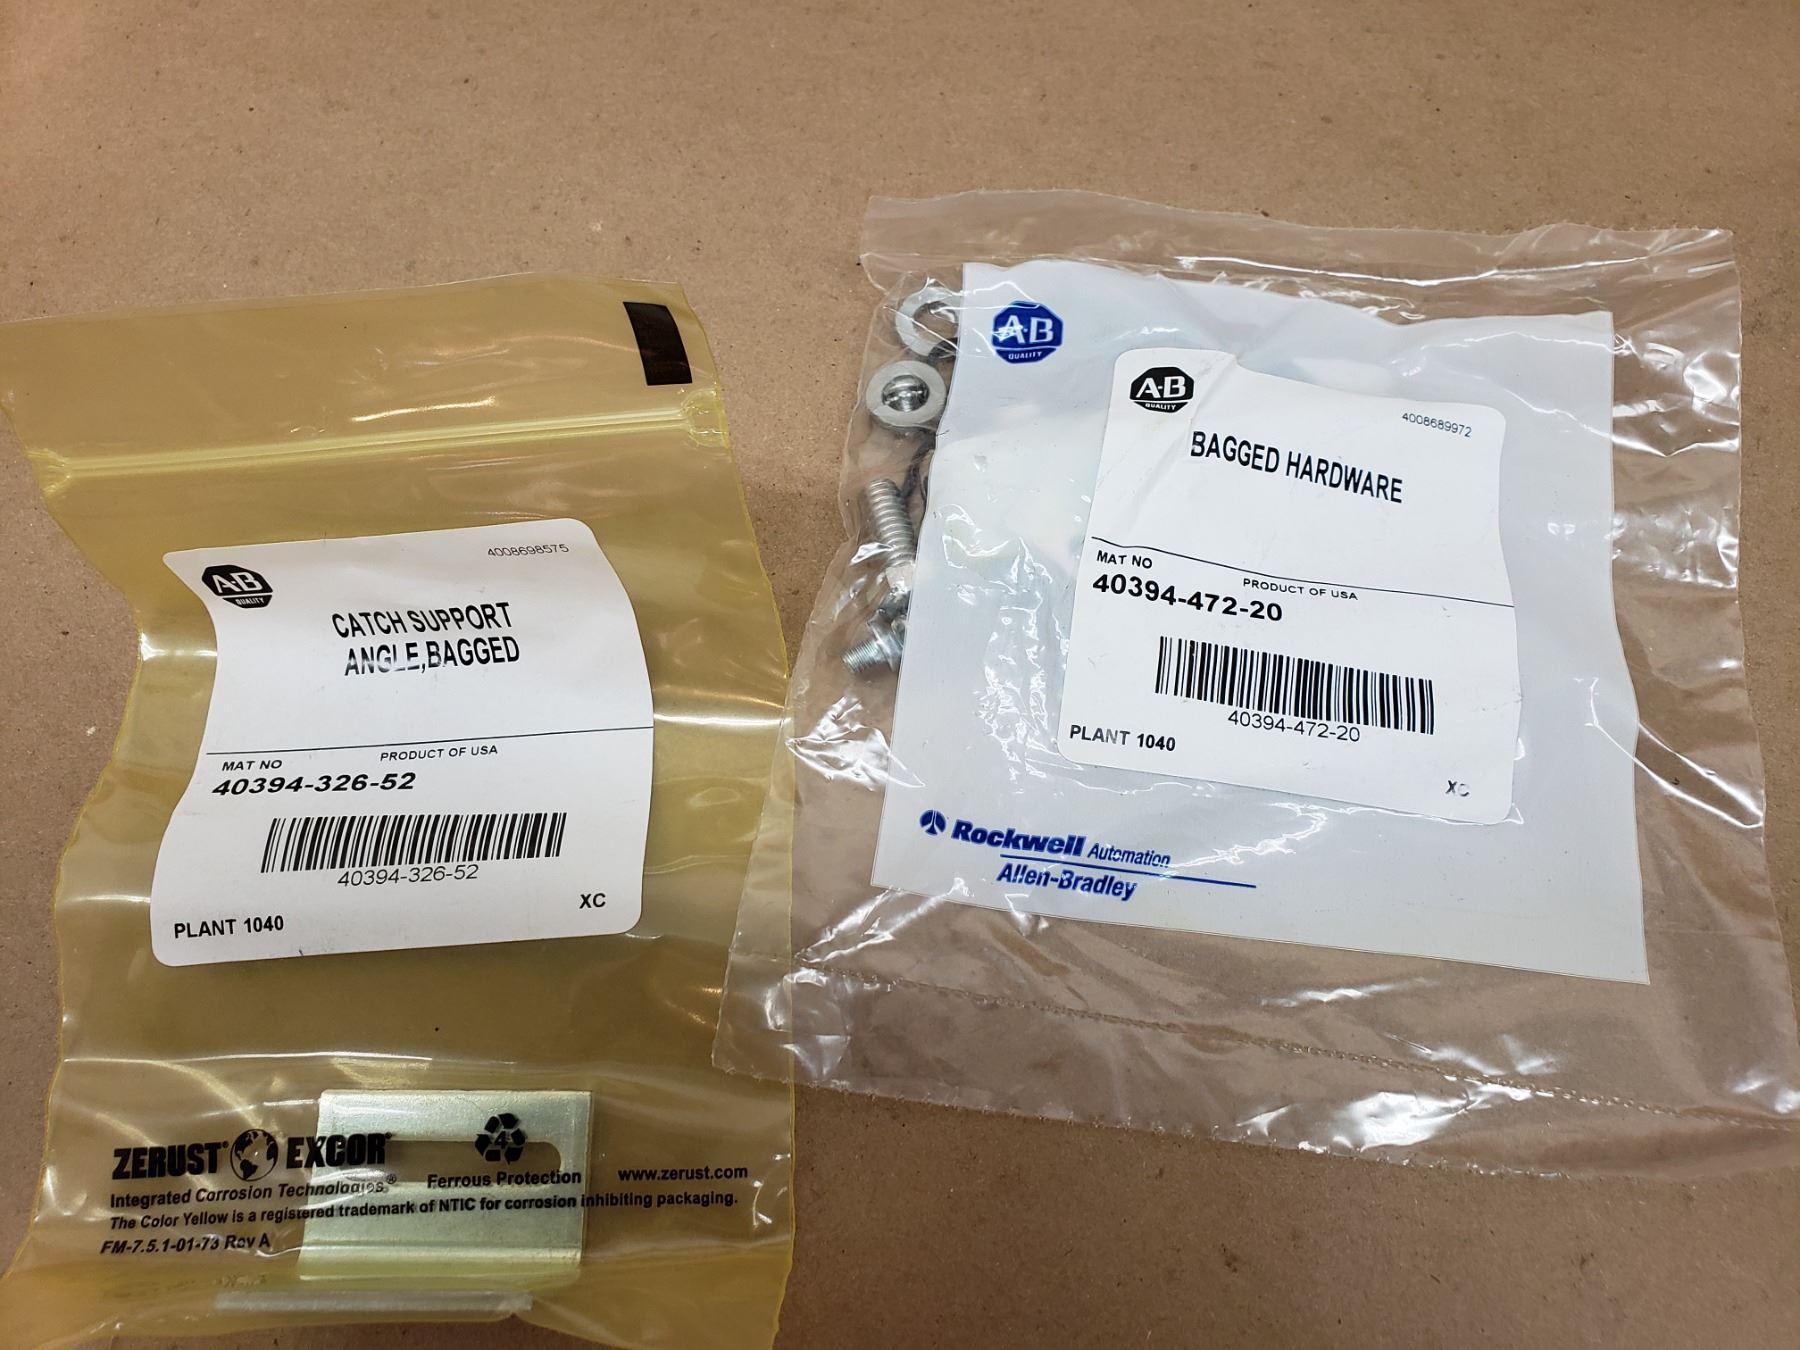 4008698575
A·B
QUALITY
CATCH SUPPORT
ANGLE,BAGGED
PRODUCT OF USA
MAT NO
40394-326-52
40394-326-52
XC
PLANT 1040
ZERUST® EXCOR®
4
Integrated Corrosion Technologies®
Ferrous Protection
www.zerust.com
The Color Yellow is a registered trademark of NTIC for corrosion inhibiting packaging.
FM-7.5.1-01-73 Rev A
A·B
QUALITY
A·B
QUALITY
4008689972
BAGGED HARDWARE
MAT NO
PRODUCT OF USA
40394-472-20
40394-472-20
PLANT 1040
XC
Rockwell Automation
Allen-Bradley